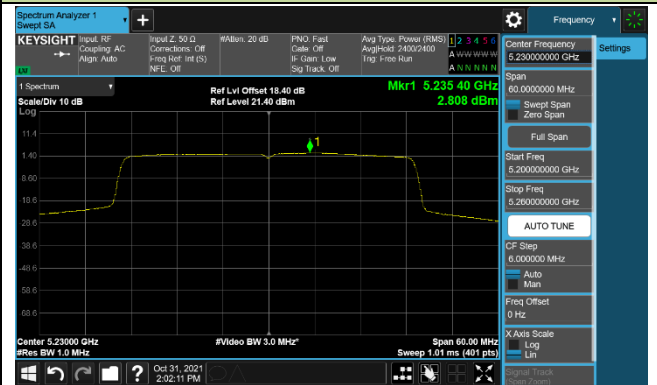 Spectrum Analyzer 1
Swept SA
Frequency
KEYSIGHT
Input: RF
Coupling: AC
Align: Auto
Input Z: 50 Ω
Corrections: Off
Freq Ref: Int (S)
NFE: Off
#Atten: 20 dB
PNO: Fast
Gate: Off
IF Gain: Low
Sig Track: Off
Avg Type: Power (RMS)
Avg|Hold: 2400/2400
Trig: Free Run
1 2 3 4 5 6
A W W W W W
A N N N N N
LXI
1 Spectrum
Scale/Div 10 dB
Log
Ref Lvl Offset 18.40 dB
Ref Level 21.40 dBm
Mkr1 5.235 40 GHz
2.808 dBm
11.4
1.40
-8.60
-18.6
-28.6
-38.6
-48.6
-58.6
-68.6
1
Center 5.23000 GHz
#Res BW 1.0 MHz
#Video BW 3.0 MHz*
Span 60.00 MHz
Sweep 1.01 ms (401 pts)
Oct 31, 2021
2:02:11 PM
Center Frequency
5.230000000 GHz
Span
60.0000000 MHz
Swept Span
Zero Span
Full Span
Start Freq
5.200000000 GHz
Stop Freq
5.260000000 GHz
AUTO TUNE
CF Step
6.000000 MHz
Auto
Man
Freq Offset
0 Hz
X Axis Scale
Log
Lin
Signal Track
(Span Zoom)
Settings